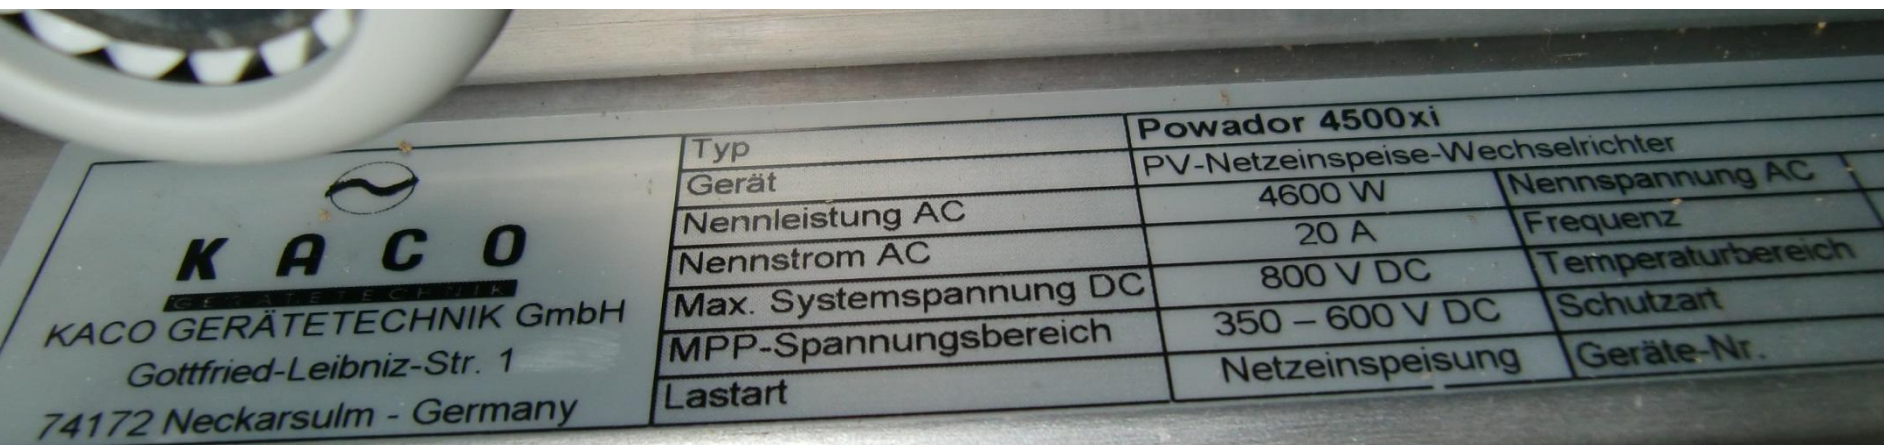 KACO
GERÄTETECHNIK
KACO GERÄTETECHNIK GmbH
Gottfried-Leibniz-Str. 1
74172 Neckarsulm - Germany
Typ Powador 4500xi
Gerät PV-Netzeinspeise-Wechselrichter
Nennleistung AC 4600 W Nennspannung AC
Nennstrom AC 20 A Frequenz
Max. Systemspannung DC 800 V DC Temperaturbereich
MPP-Spannungsbereich 350 – 600 V DC Schutzart
Lastart Netzeinspeisung Geräte-Nr.